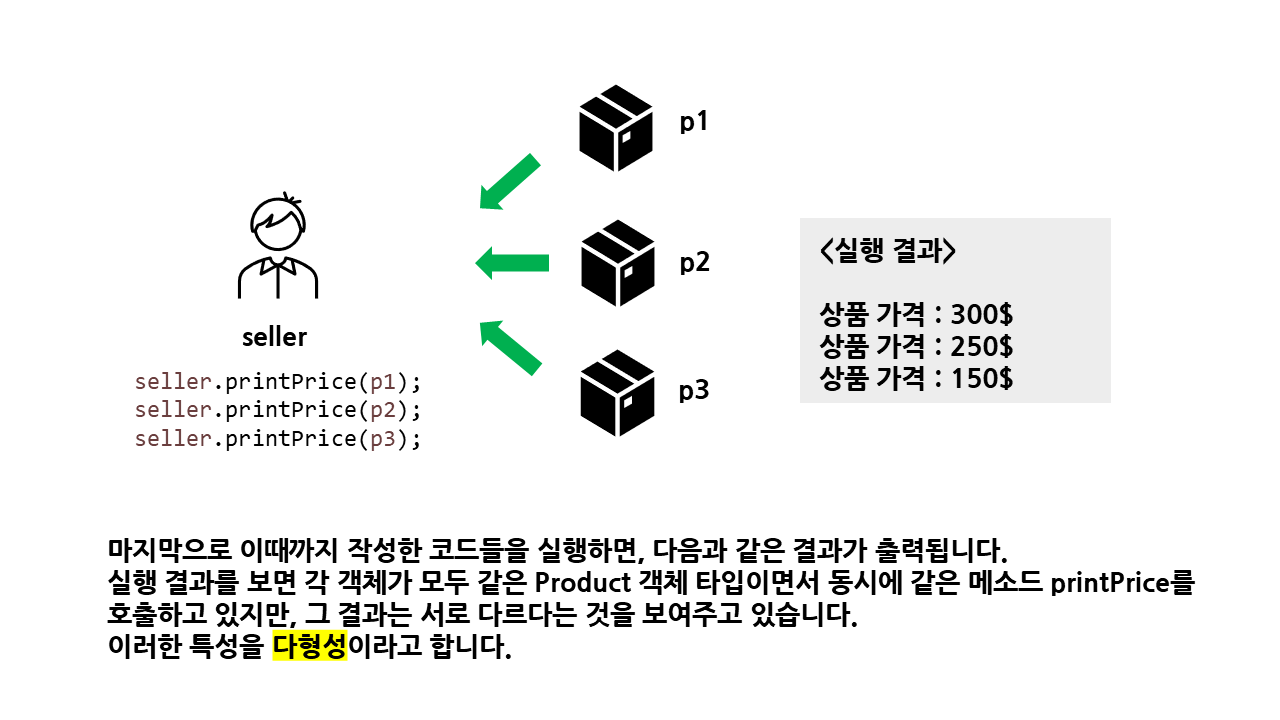 p1
p2
p3
seller
seller.printPrice(p1);
seller.printPrice(p2);
seller.printPrice(p3);
<실행 결과>
상품 가격 : 300$
상품 가격 : 250$
상품 가격 : 150$
마지막으로 이때까지 작성한 코드들을 실행하면, 다음과 같은 결과가 출력됩니다.
실행 결과를 보면 각 객체가 모두 같은 Product 객체 타입이면서 동시에 같은 메소드 printPrice를
호출하고 있지만, 그 결과는 서로 다르다는 것을 보여주고 있습니다.
이러한 특성을 다형성이라고 합니다.